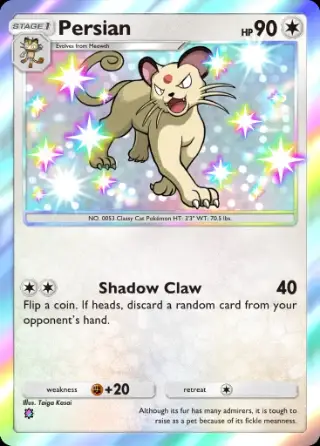 STAGE 1
Persian
HP 90
Evolves from Meowth
NO. 0053 Classy Cat Pokémon HT: 3'3" WT: 70.5 lbs.
Shadow Claw 40
Flip a coin. If heads, discard a random card from your
opponent's hand.
weakness +20 retreat
Illus. Taiga Kasai
Although its fur has many admirers, it is tough to
raise as a pet because of its fickle meanness.